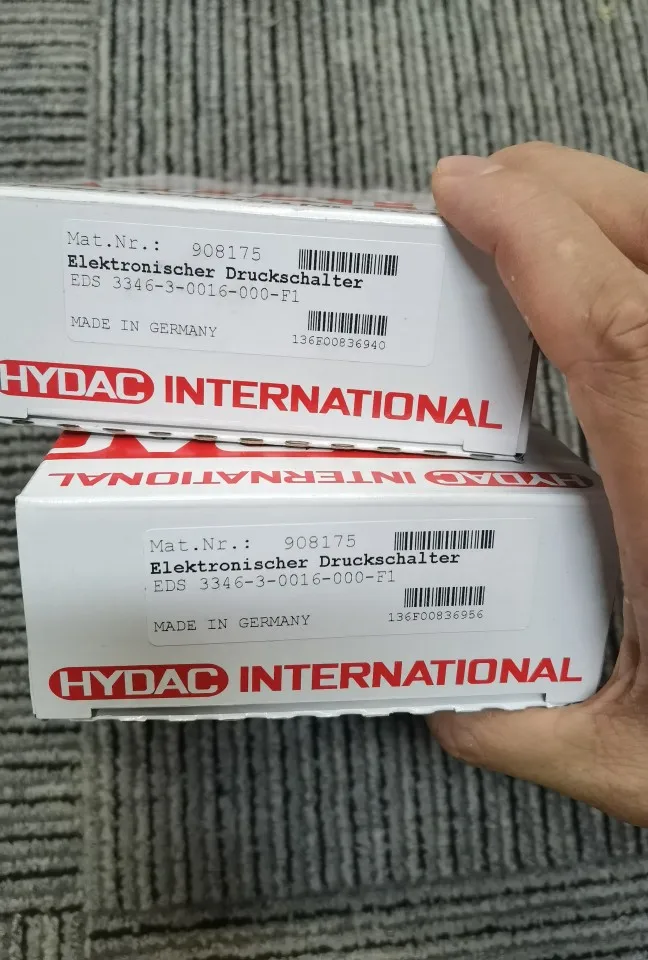 Mat.Nr.: 908175
Elektronischer Druckschalter
EDS 3346-3-0016-000-F1
MADE IN GERMANY
136F00836940
HYDAC INTERNATIONAL
HYDAC INTERNATIONAL
Mat.Nr.: 908175
Elektronischer Druckschalter
EDS 3346-3-0016-000-F1
MADE IN GERMANY
136F00836956
HYDAC INTERNATIONAL